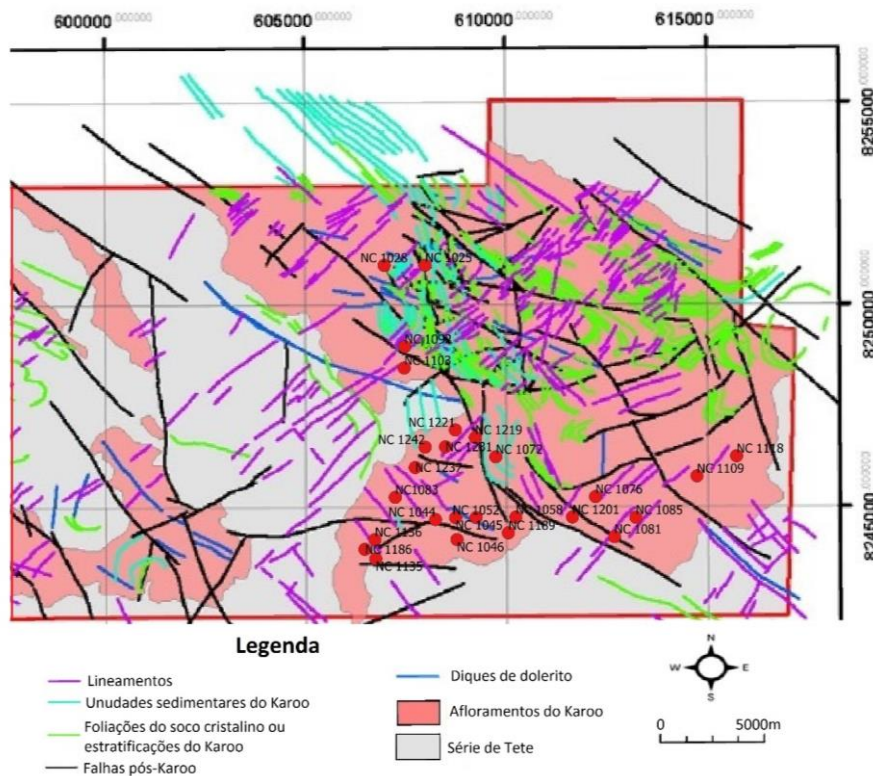 600000.000000 605000.000000 610000.000000 615000.000000
8255000.000000
8250000.000000
8245000.000000
NC 1028 NC 1025
NC 1092
NC 1103
NC 1221 NC 1219
NC 1242 NC 1231 NC 1072
NC 1237
NC 1118
NC 1109
NC 1083 NC 1076
NC 1044 NC 1052 NC 1058 NC 1201 NC 1085
NC 1045 NC 1189 NC 1081
NC 1136 NC 1046
NC 1186
NC 1135
Legenda
Lineamentos
Unudades sedimentares do Karoo
Foliações do soco cristalino ou
estratificações do Karoo
Falhas pós-Karoo
Diques de dolerito
Afloramentos do Karoo
Série de Tete
N
W E
S
0 5000m